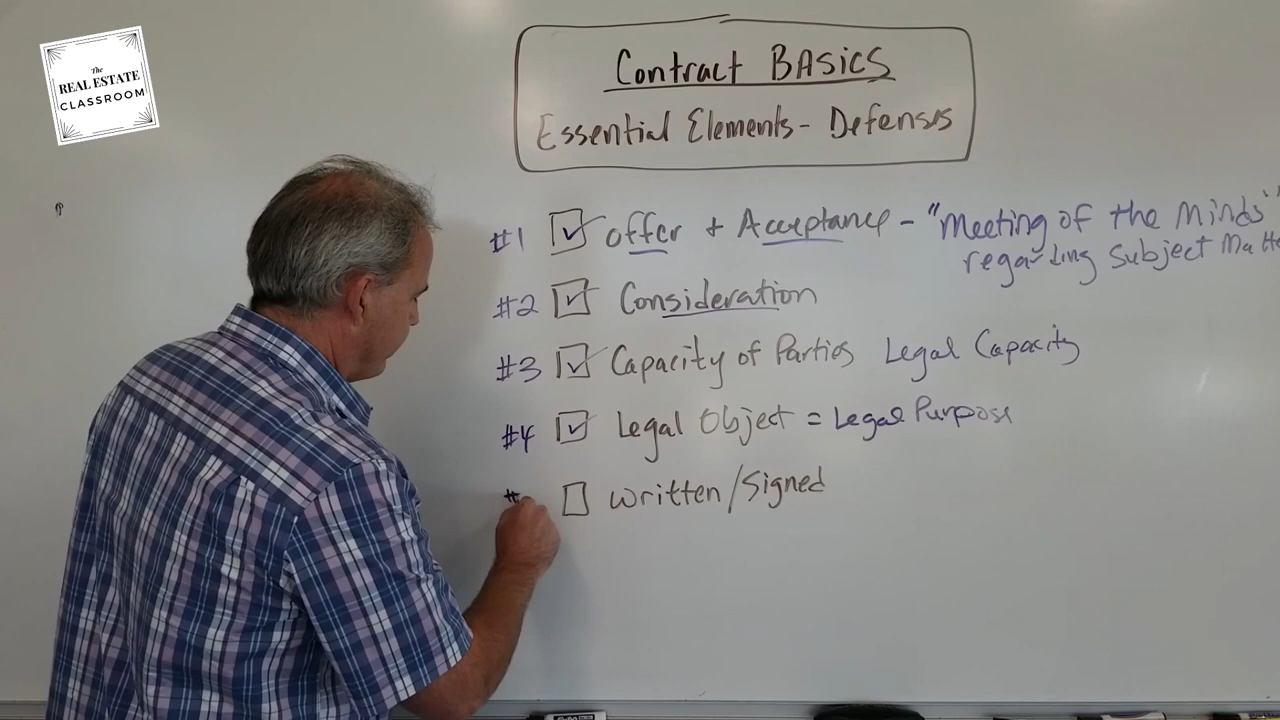 The
REAL ESTATE
CLASSROOM
Contract BASICS
Essential Elements - Defenses
#1 offer + Acceptance - "Meeting of the Minds"
regarding Subject Matte
#2 Consideration
#3 Capacity of Parties Legal Capacity
#4 Legal Object = Legal Purpose
# Written/Signed